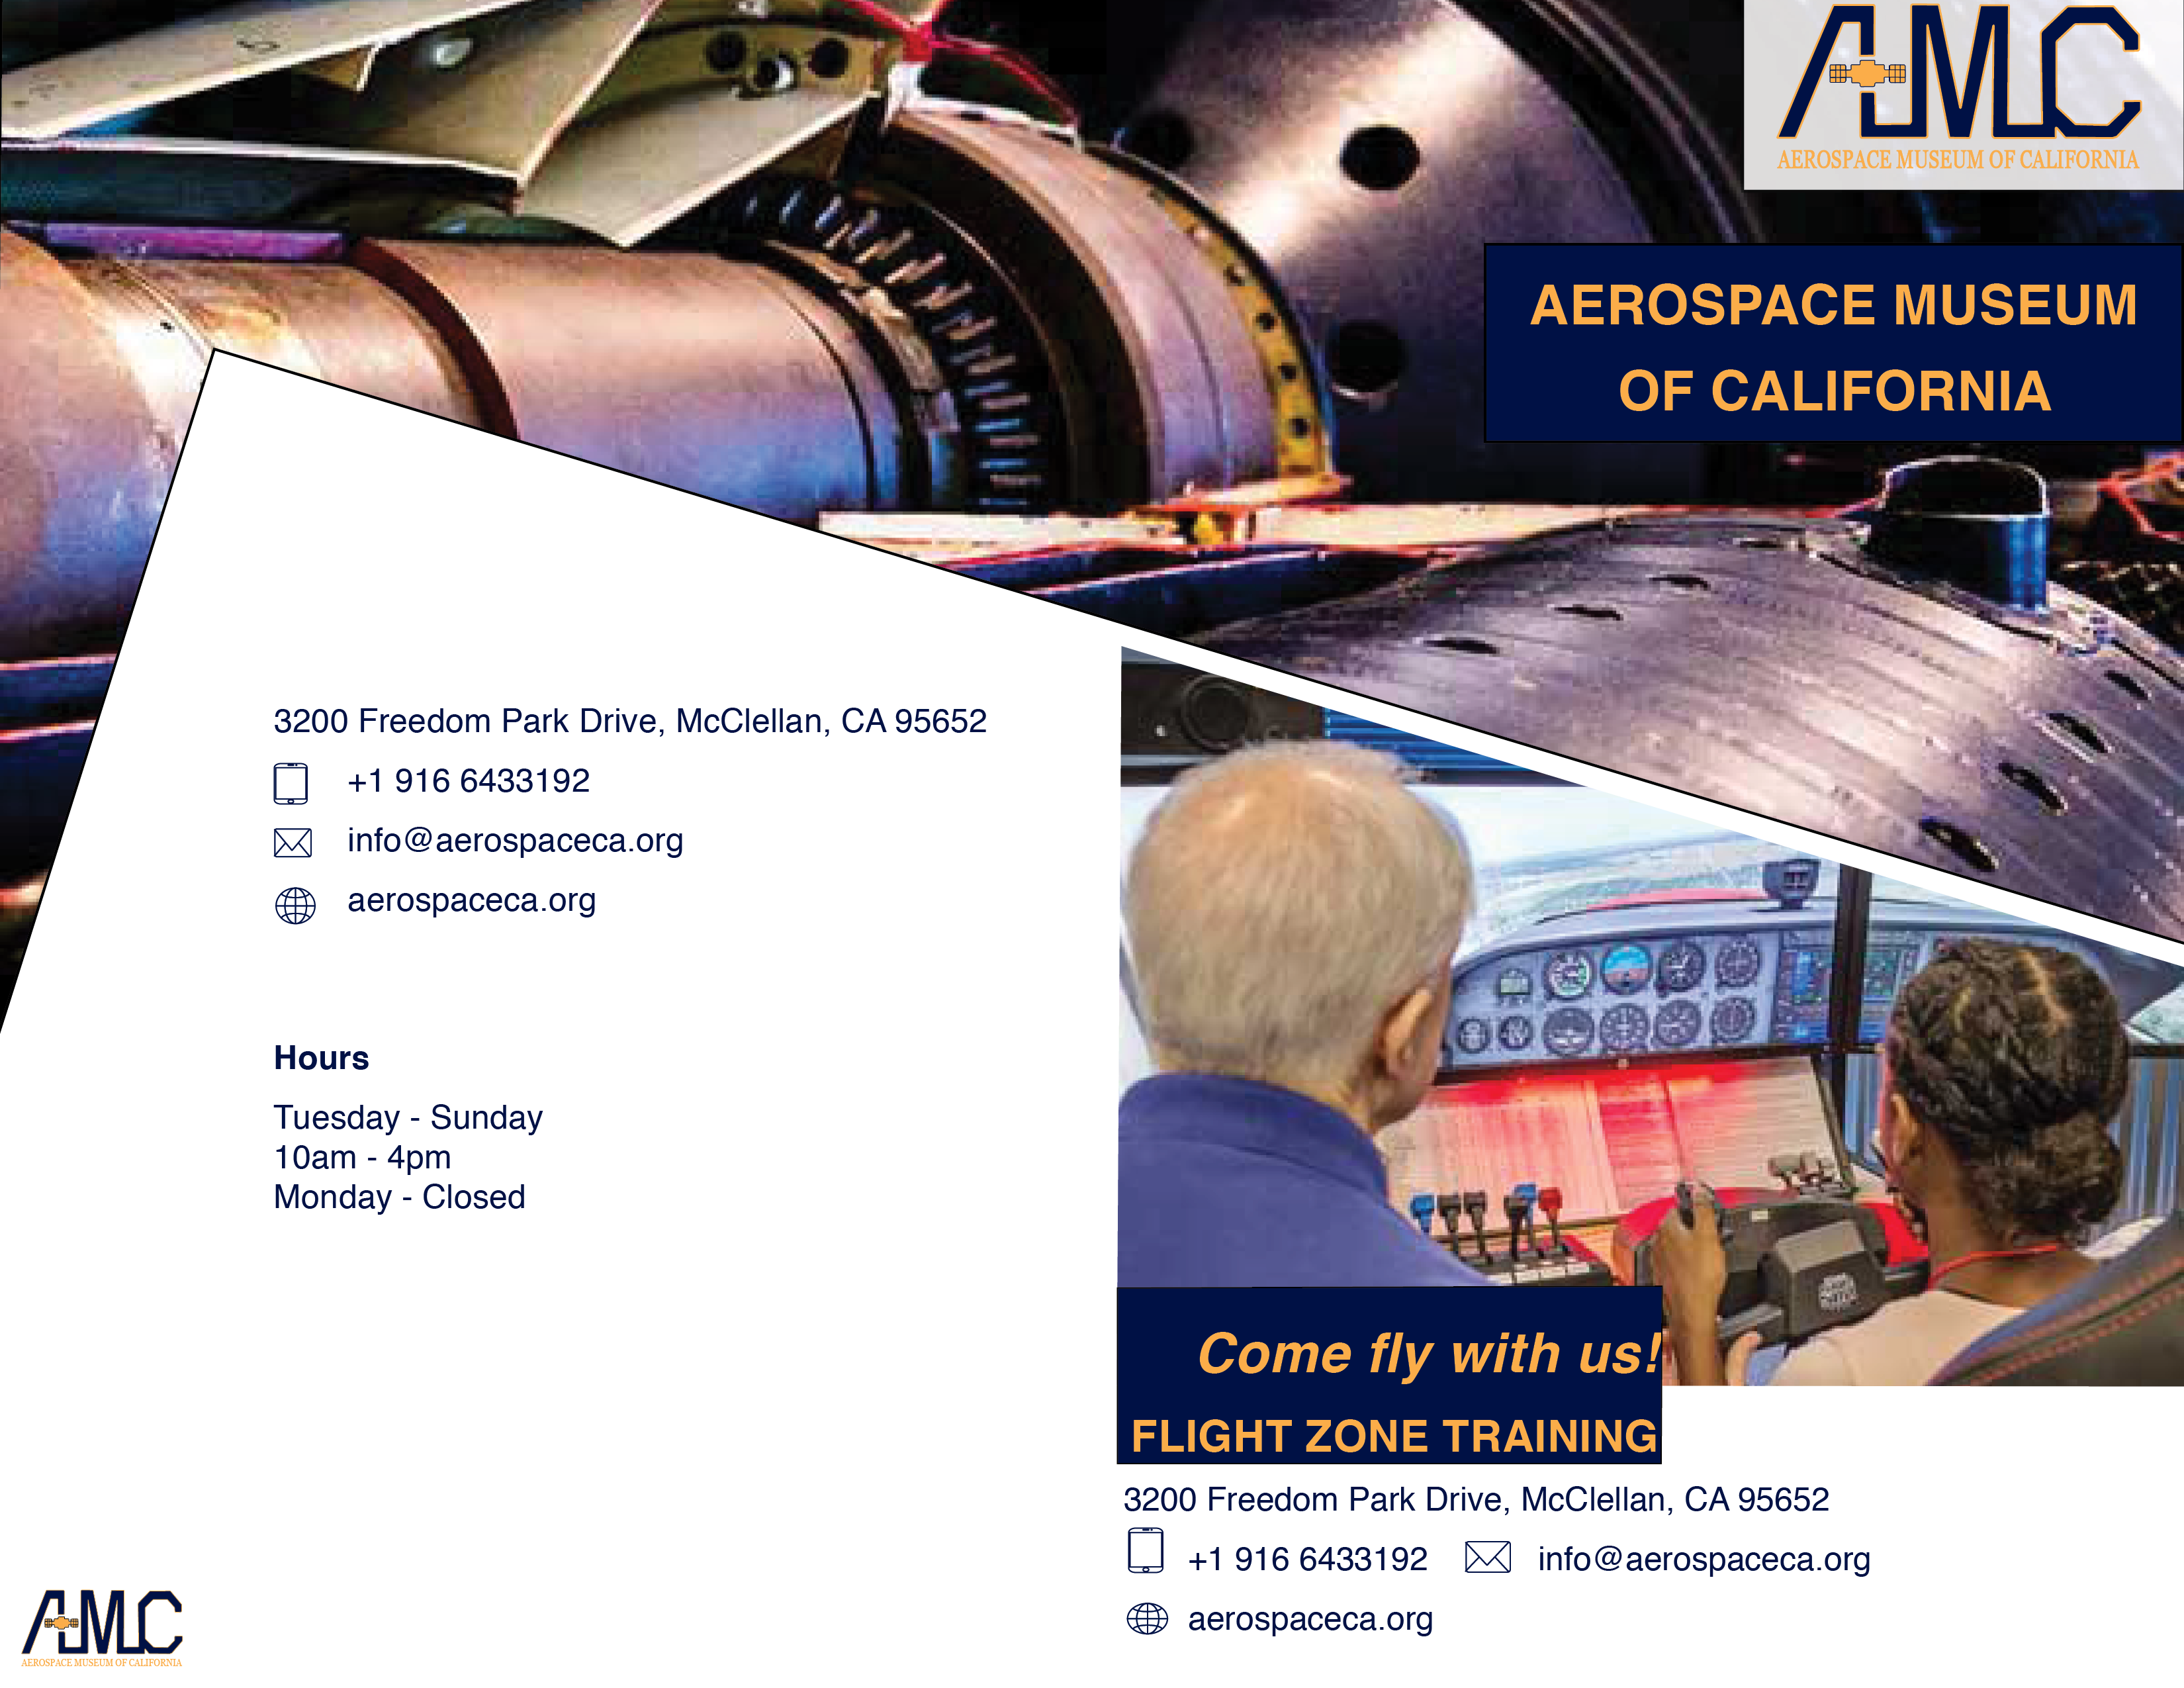 AMC
AEROSPACE MUSEUM OF CALIFORNIA
AEROSPACE MUSEUM
OF CALIFORNIA
3200 Freedom Park Drive, McClellan, CA 95652
+1 916 6433192
info@aerospaceca.org
aerospaceca.org
Hours
Tuesday - Sunday
10am - 4pm
Monday - Closed
AMC
AEROSPACE MUSEUM OF CALIFORNIA
Come fly with us!
FLIGHT ZONE TRAINING
3200 Freedom Park Drive, McClellan, CA 95652
+1 916 6433192 info@aerospaceca.org
aerospaceca.org